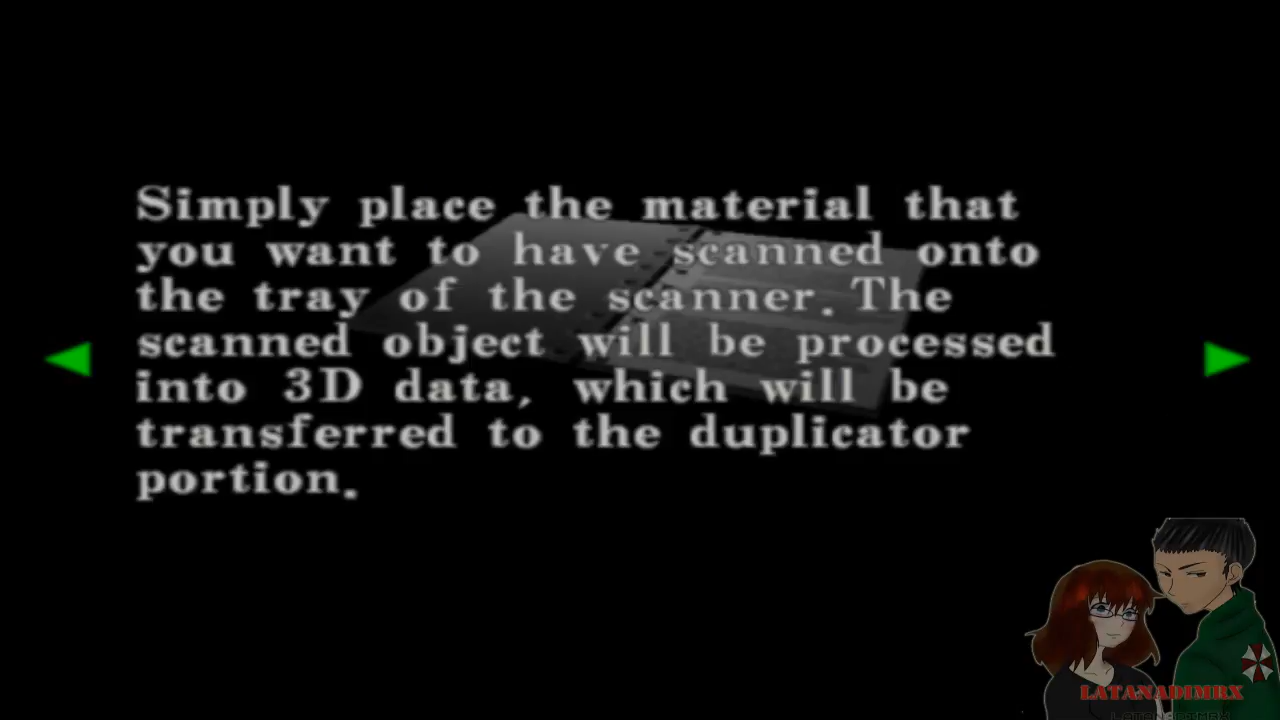 Simply place the material that
you want to have scanned onto
the tray of the scanner. The
scanned object will be processed
into 3D data, which will be
transferred to the duplicator
portion.
LATANADIMRX
LATANADIMRX